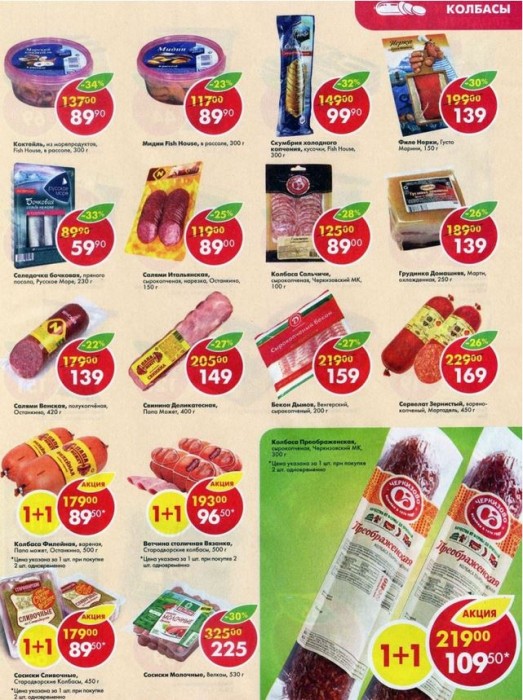 КОЛБАСЫ
-34%
137 00
89 90
Коктейль, из морепродуктов,
Fish House, в рассоле, 300 г
-23%
117 00
89 90
Мидии Fish House, в рассоле, 300 г
-32%
149 00
99 90
Скумбрия холодного
копчения, кусочки, Fish House,
300 г
-30%
199 00
139
Филе Нерки, Густа
Марини, 150 г
-33%
89 90
59 90
Селедочка бочковая, пряного
посола, Русское Море, 230 г
-25%
119 00
89 00
Салями Итальянская,
сырокопченая, нарезка, Останкино,
150 г
-28%
125 00
89 00
Колбаса Сальчичи,
сырокопченая, Черкизовский МК,
100 г
-26%
189 00
139
Грудинка Домашняя, Марти,
охлажденная, 250 г
-22%
179 00
139
Салями Венская, полукопчёная,
Останкино, 420 г
-27%
205 00
149
Свинина Деликатесная,
Папа Может, 400 г
-27%
219 00
159
Бекон Дымов, Венгерский,
сырокопченый, 200 г
-26%
229 00
169
Сервелат Зернистый, варено-
копченый, Мортадель, 450 г
АКЦИЯ
1+1
179 00
89 50*
Колбаса Филейная, вареная,
Папа может, Останкино, 500 г
*Цена указана за 1 шт. при покупке
2 шт. одновременно
АКЦИЯ
1+1
193 00
96 50*
Ветчина столичная Вязанка,
Стародворские колбасы, 500 г
*Цена указана за 1 шт. при покупке
2 шт. одновременно
АКЦИЯ
1+1
179 00
89 50*
Сосиски Сливочные,
Стародворские Колбасы, 450 г
*Цена указана за 1 шт. при покупке
2 шт. одновременно
-30%
325 00
225
Сосиски Молочные, Велком, 530 г
Колбаса Преображенская,
сырокопченая, Черкизовский МК,
300 г
*Цена указана за 1 шт. при покупке
2 шт. одновременно
ЧЕРКИЗОВО
Преображенская
ЧЕРКИЗОВО
Преображенская
АКЦИЯ
1+1
219 00
109 50*